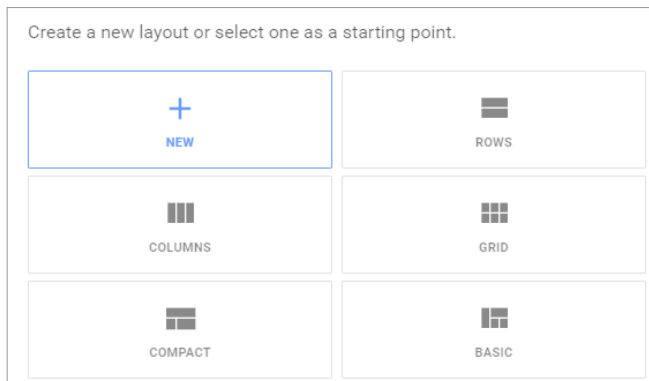 Create a new layout or select one as a starting point.
NEW
ROWS
COLUMNS
GRID
COMPACT
BASIC